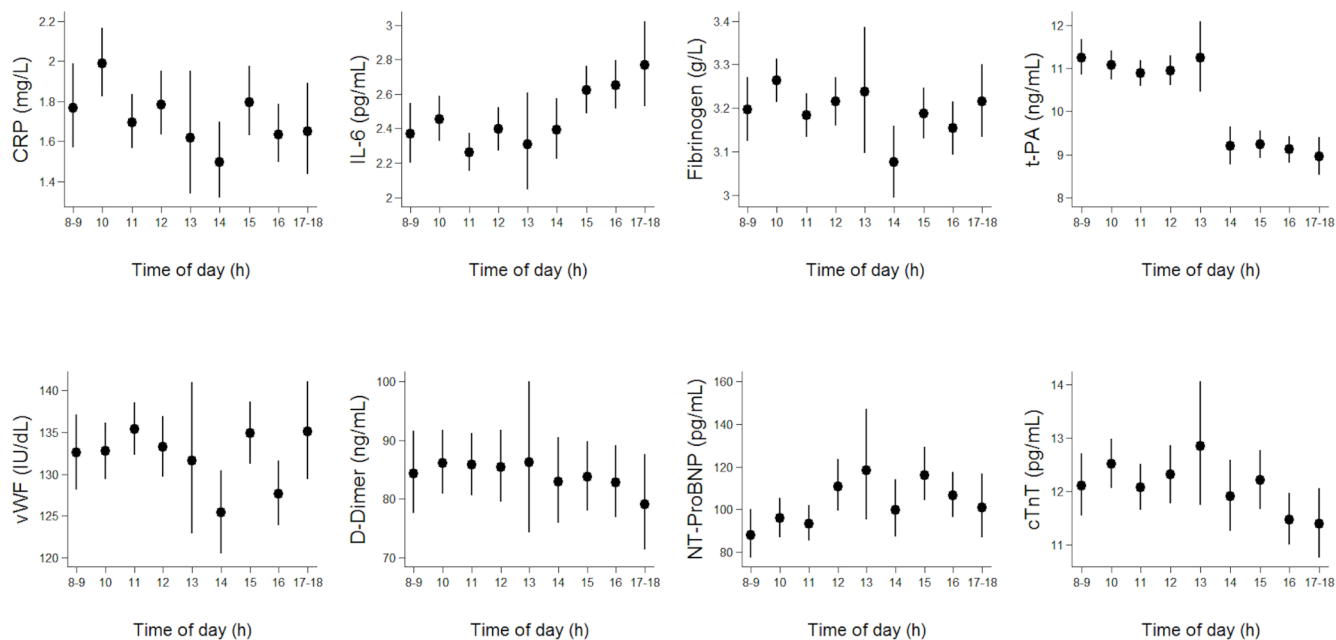 CRP (mg/L)
2.2
2
1.8
1.6
1.4
8-9 10 11 12 13 14 15 16 17-18
Time of day (h)
IL-6 (pg/mL)
3
2.8
2.6
2.4
2.2
2
8-9 10 11 12 13 14 15 16 17-18
Time of day (h)
Fibrinogen (g/L)
3.4
3.3
3.2
3.1
3
8-9 10 11 12 13 14 15 16 17-18
Time of day (h)
t-PA (ng/mL)
12
11
10
9
8
8-9 10 11 12 13 14 15 16 17-18
Time of day (h)
vWF (IU/dL)
140
135
130
125
120
8-9 10 11 12 13 14 15 16 17-18
Time of day (h)
D-Dimer (ng/mL)
100
90
80
70
8-9 10 11 12 13 14 15 16 17-18
Time of day (h)
NT-ProBNP (pg/mL)
160
140
120
100
80
8-9 10 11 12 13 14 15 16 17-18
Time of day (h)
cTnT (pg/mL)
14
13
12
11
8-9 10 11 12 13 14 15 16 17-18
Time of day (h)